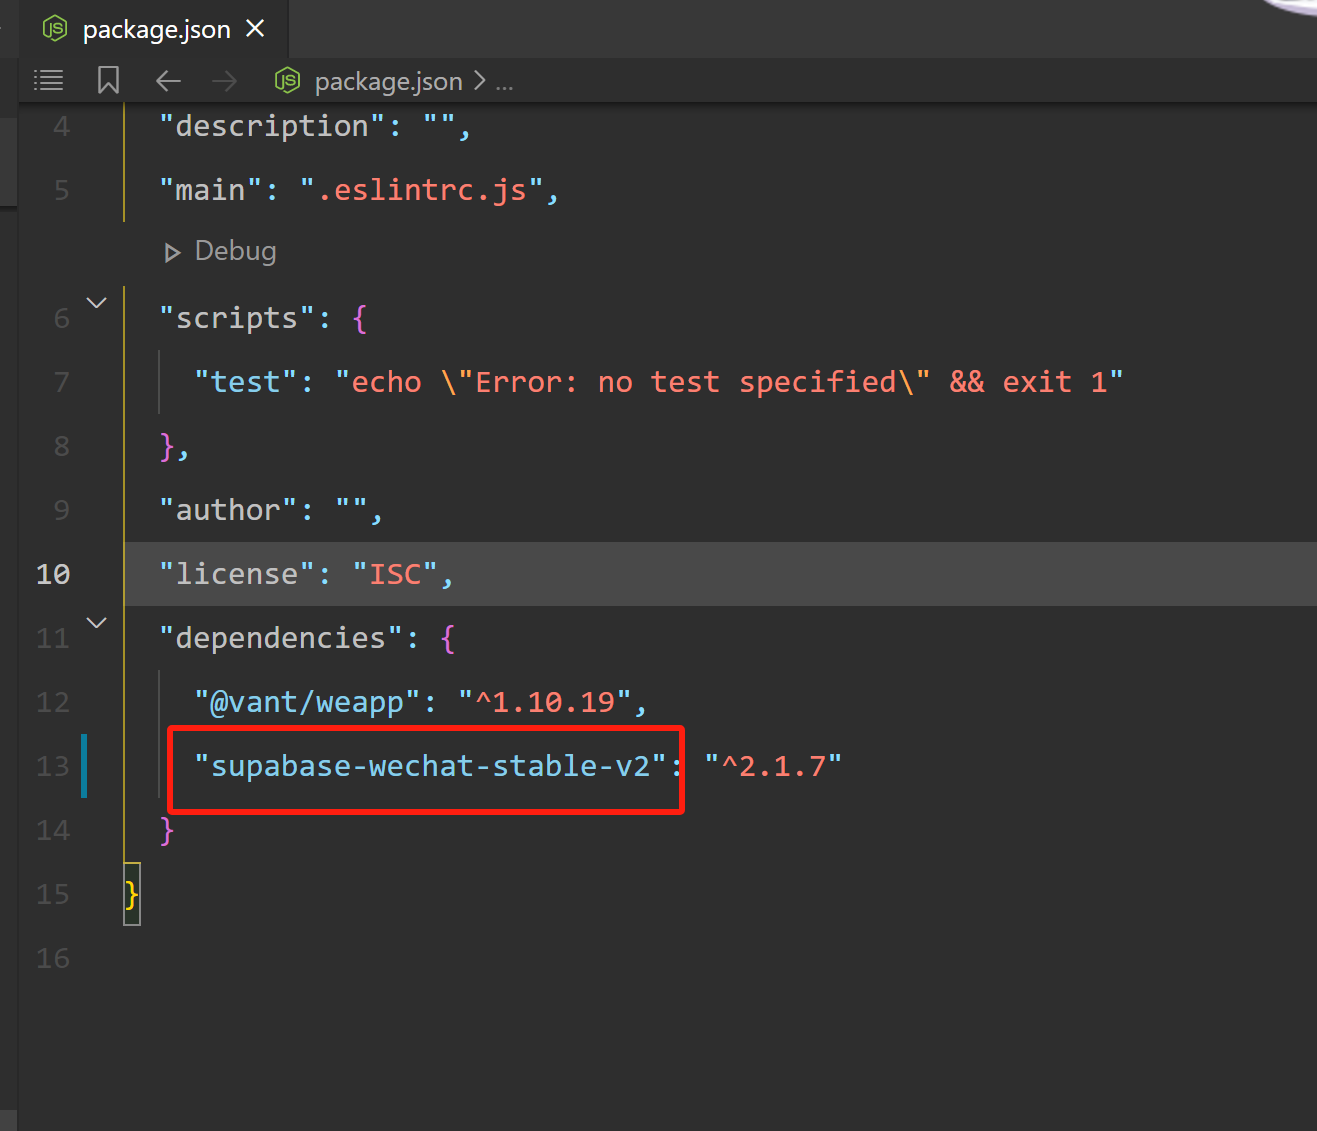 package.json
package.json > ...
4 "description": "",
5 "main": ".eslintrc.js",
Debug
6 "scripts": {
7 "test": "echo \"Error: no test specified\" && exit 1"
8 },
9 "author": "",
10 "license": "ISC",
11 "dependencies": {
12 "@vant/weapp": "^1.10.19",
13 "supabase-wechat-stable-v2": "^2.1.7"
14 }
15 }
16